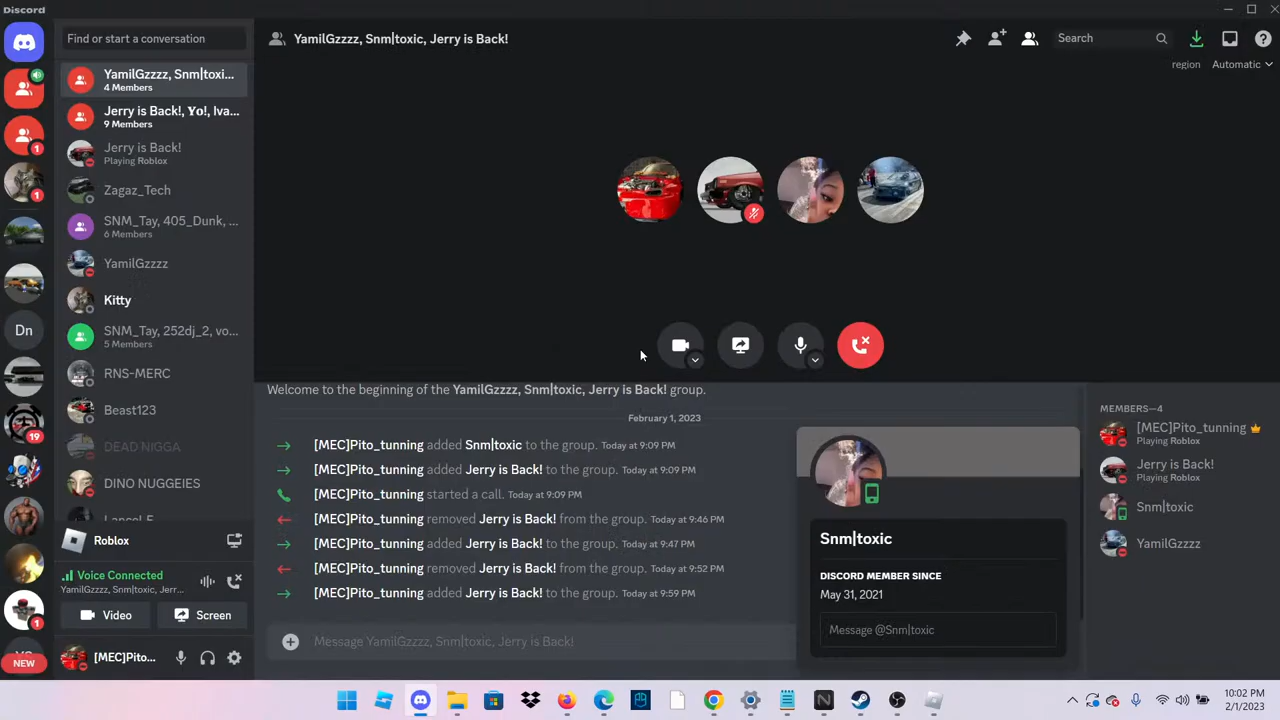 Discord
Find or start a conversation
YamilGzzzz, Snm|toxi...
4 Members
Jerry is Back!, Yo!, Iva...
9 Members
Jerry is Back!
Playing Roblox
Zagaz_Tech
SNM_Tay, 405_Dunk, ...
6 Members
YamilGzzzz
Kitty
SNM_Tay, 252dj_2, vo...
5 Members
RNS-MERC
Beast123
DEAD NIGGA
DINO NUGGEIES
Lancel F
1
1
Dn
19
1
NEW
Roblox
Voice Connected
YamilGzzzz, Snm|toxic, Jerr...
Video
Screen
[MEC]Pito...
YamilGzzzz, Snm|toxic, Jerry is Back!
Search
region
Automatic
Welcome to the beginning of the YamilGzzzz, Snm|toxic, Jerry is Back! group.
February 1, 2023
[MEC]Pito_tunning added Snm|toxic to the group. Today at 9:09 PM
[MEC]Pito_tunning added Jerry is Back! to the group. Today at 9:09 PM
[MEC]Pito_tunning started a call. Today at 9:09 PM
[MEC]Pito_tunning removed Jerry is Back! from the group. Today at 9:46 PM
[MEC]Pito_tunning added Jerry is Back! to the group. Today at 9:47 PM
[MEC]Pito_tunning removed Jerry is Back! from the group. Today at 9:52 PM
[MEC]Pito_tunning added Jerry is Back! to the group. Today at 9:59 PM
Message YamilGzzzz, Snm|toxic, Jerry is Back!
Snm|toxic
DISCORD MEMBER SINCE
May 31, 2021
Message @Snm|toxic
MEMBERS—4
[MEC]Pito_tunning
Playing Roblox
Jerry is Back!
Playing Roblox
Snm|toxic
YamilGzzzz
10:02 PM
2/1/2023